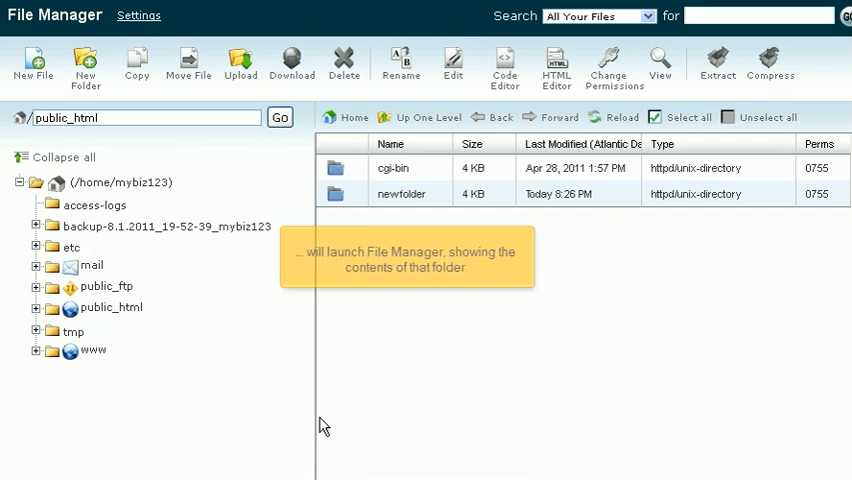 File Manager Settings Search All Your Files for
New File New Folder Copy Move File Upload Download Delete Rename Edit Code Editor HTML Editor Change Permissions View Extract Compress
/ public_html Go
Home Up One Level Back Forward Reload Select all Unselect all
Collapse all
Name Size Last Modified (Atlantic Da Type Perms
cgi-bin 4 KB Apr 28, 2011 1:57 PM httpd/unix-directory 0755
newfolder 4 KB Today 8:26 PM httpd/unix-directory 0755
(/home/mybiz123)
access-logs
backup-8.1.2011_19-52-39_mybiz123
etc
mail
public_ftp
public_html
tmp
www
... will launch File Manager, showing the
contents of that folder